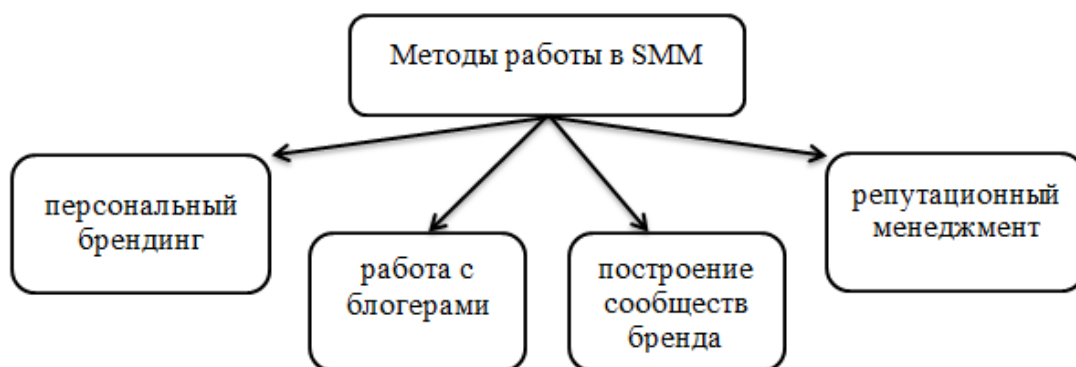 Методы работы в SMM
персональный
брендинг
работа с
блогерами
построение
сообществ
бренда
репутационный
менеджмент